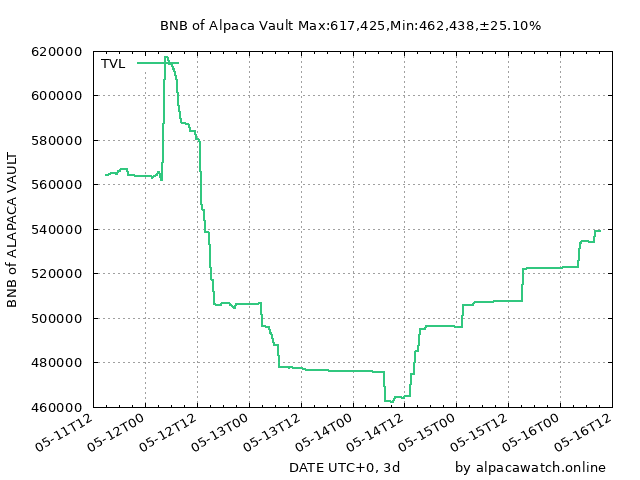 BNB of Alpaca Vault Max:617,425,Min:462,438,±25.10%
TVL
620000
600000
580000
560000
540000
520000
500000
480000
460000
BNB of ALAPACA VAULT
05-11T12
05-12T00
05-12T12
05-13T00
05-13T12
05-14T00
05-14T12
05-15T00
05-15T12
05-16T00
05-16T12
DATE UTC+0, 3d
by alpacawatch.online